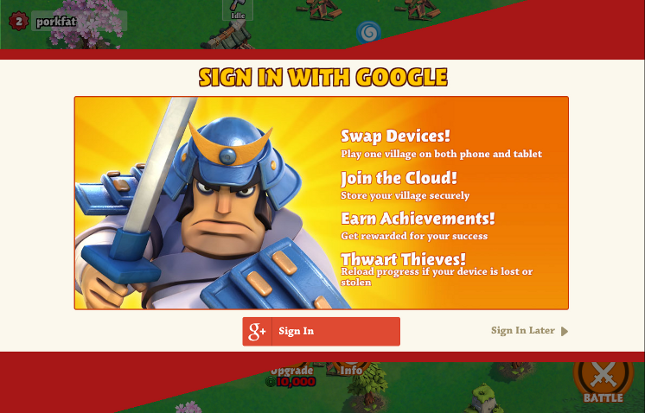 Idle
2 porkfat
SIGN IN WITH GOOGLE
Swap Devices!
Play one village on both phone and tablet
Join the Cloud!
Store your village securely
Earn Achievements!
Get rewarded for your success
Thwart Thieves!
Reload progress if your device is lost or
stolen
g+ Sign In
Sign In Later
Upgrade Info
10,000
BATTLE